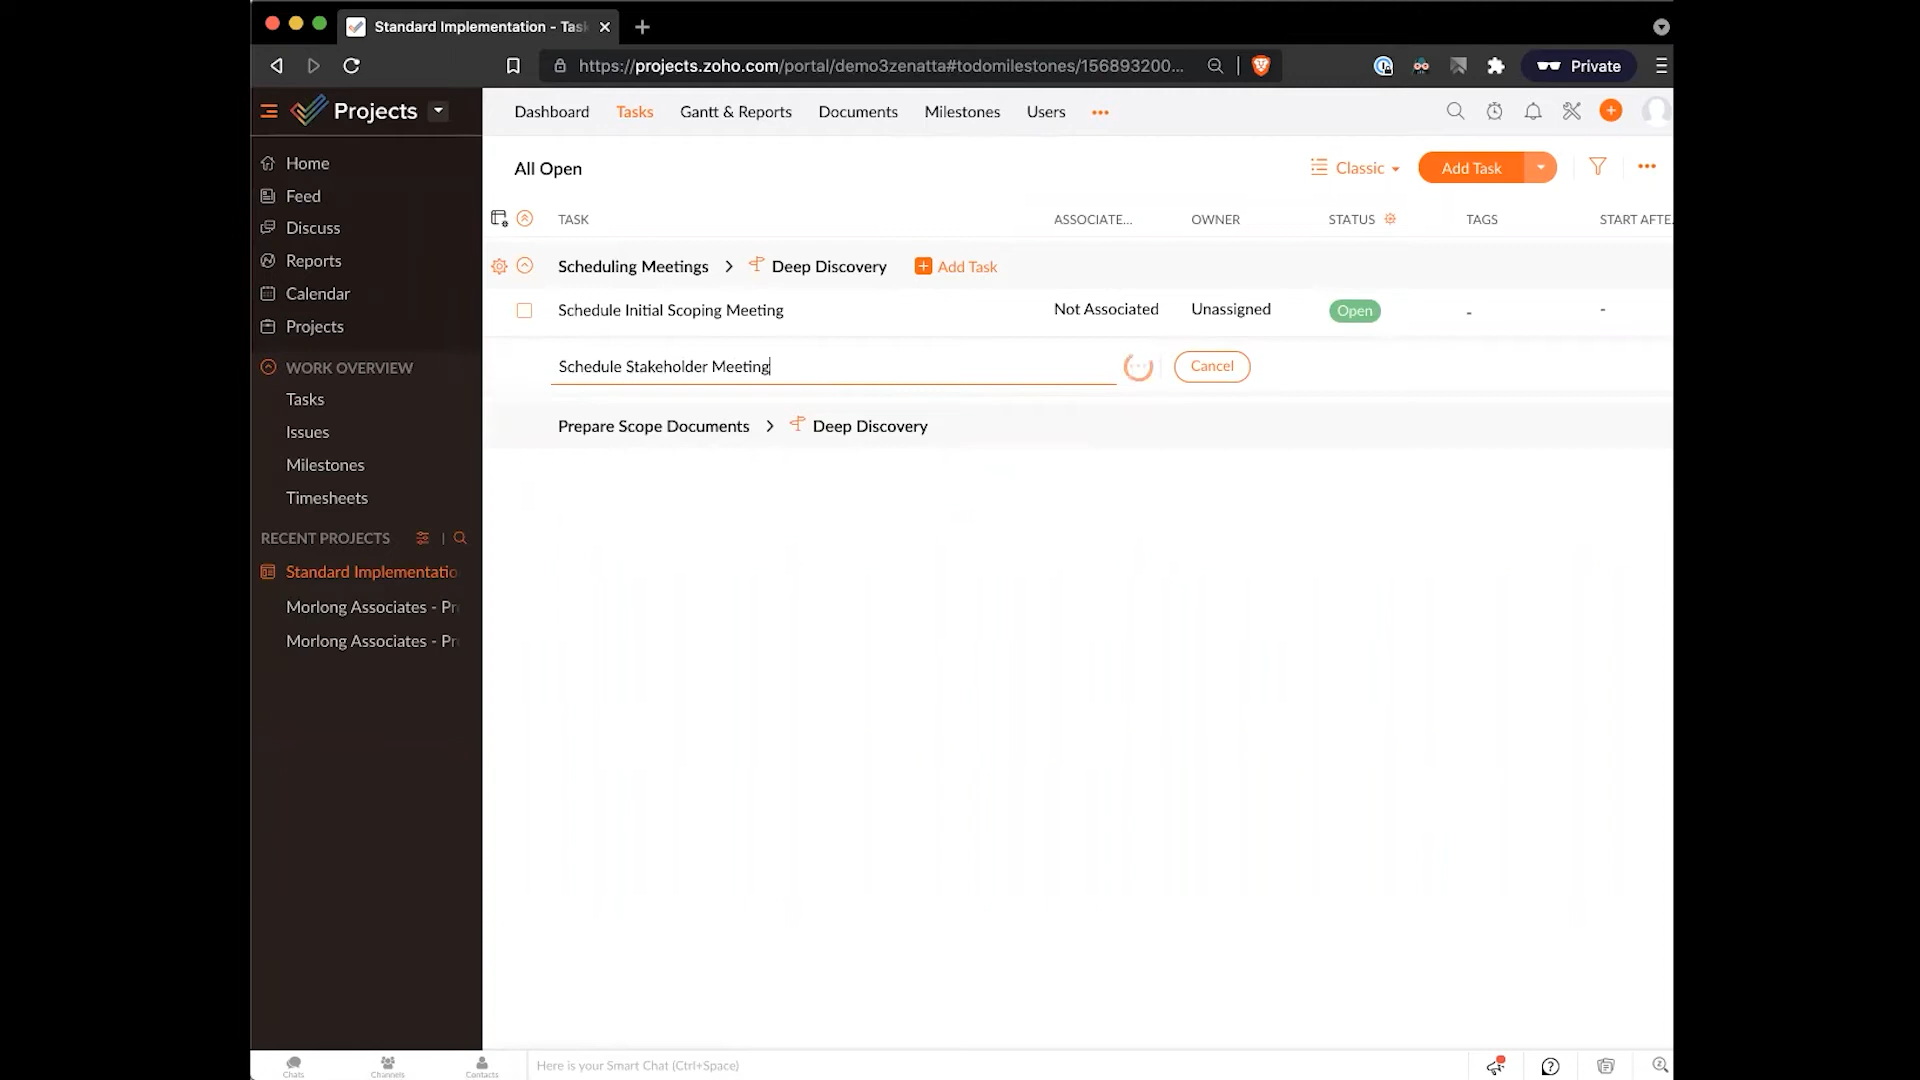 Standard Implementation - Tas
https://projects.zoho.com/portal/demo3zenatta#todomilestones/156893200...
Private
Projects
Dashboard
Tasks
Gantt & Reports
Documents
Milestones
Users
Home
Feed
Discuss
Reports
Calendar
Projects
WORK OVERVIEW
Tasks
Issues
Milestones
Timesheets
RECENT PROJECTS
Standard Implementatio
Morlong Associates - Pr
Morlong Associates - Pr
All Open
Classic
Add Task
TASK
ASSOCIATE...
OWNER
STATUS
TAGS
START AFTE
Scheduling Meetings > Deep Discovery
Add Task
Schedule Initial Scoping Meeting
Not Associated
Unassigned
Open
-
-
Schedule Stakeholder Meeting
Cancel
Prepare Scope Documents > Deep Discovery
Chats
Channels
Contacts
Here is your Smart Chat (Ctrl+Space)